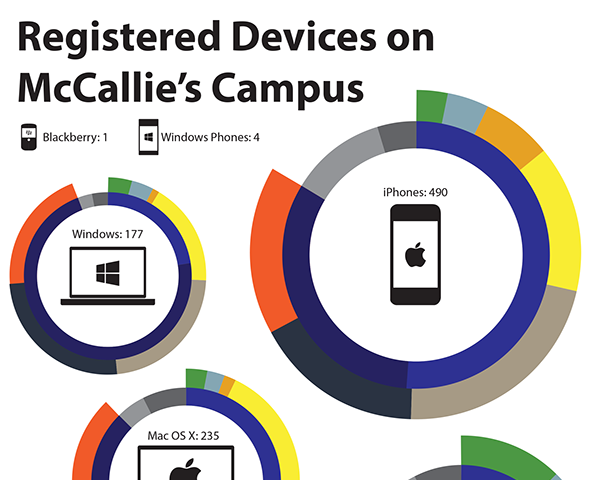 Registered Devices on
McCallie's Campus
Blackberry: 1
Windows Phones: 4
iPhones: 490
Windows: 177
Mac OS X: 235